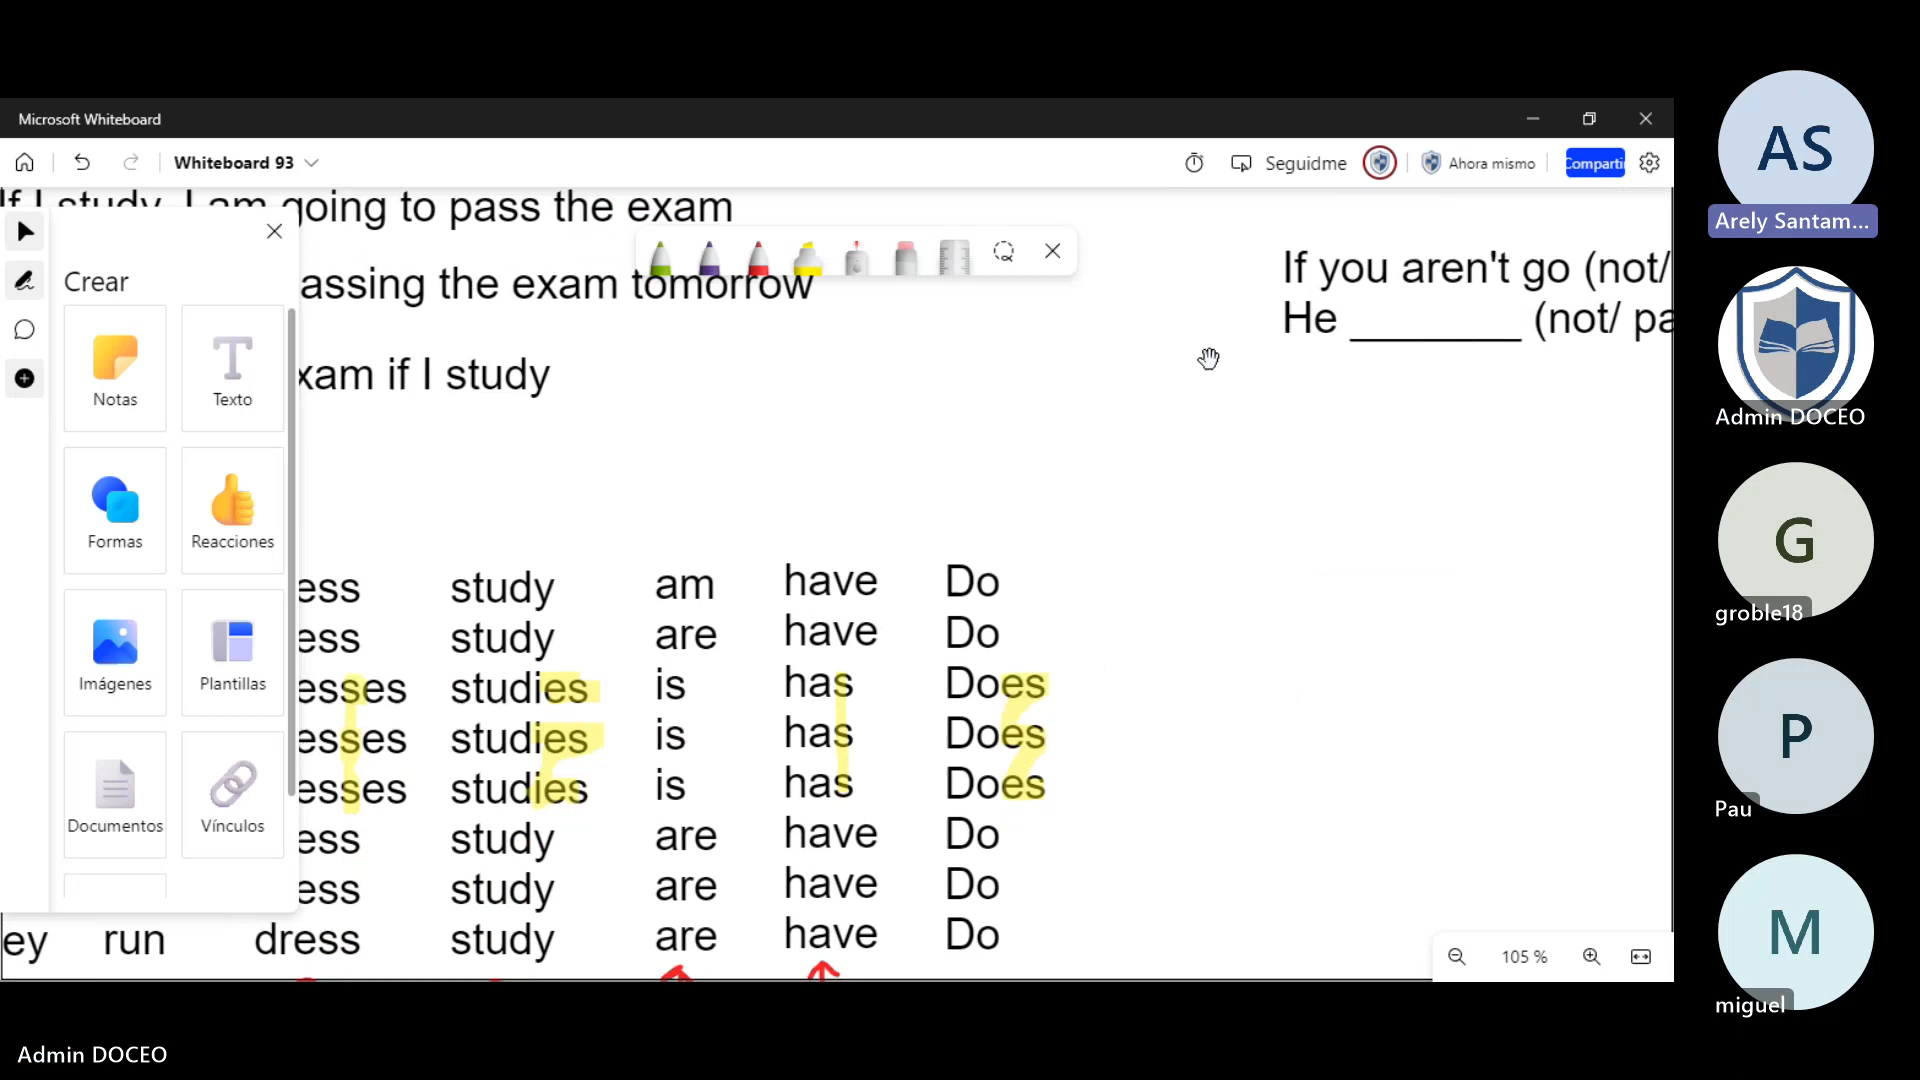 Microsoft Whiteboard
Whiteboard 93
Seguidme
Ahora mismo
Comparti
If I study, I am going to pass the exam
assing the exam tomorrow
xam if I study
If you aren't go (not/
He _______ (not/ pa
Crear
Notas
Texto
Formas
Reacciones
Imágenes
Plantillas
Documentos
Vínculos
ess study am have Do
ess study are have Do
esses studies is has Does
esses studies is has Does
esses studies is has Does
ess study are have Do
ess study are have Do
ey run dress study are have Do
105 %
AS
Arely Santam...
Admin DOCEO
G
groble18
P
Pau
M
miguel
Admin DOCEO